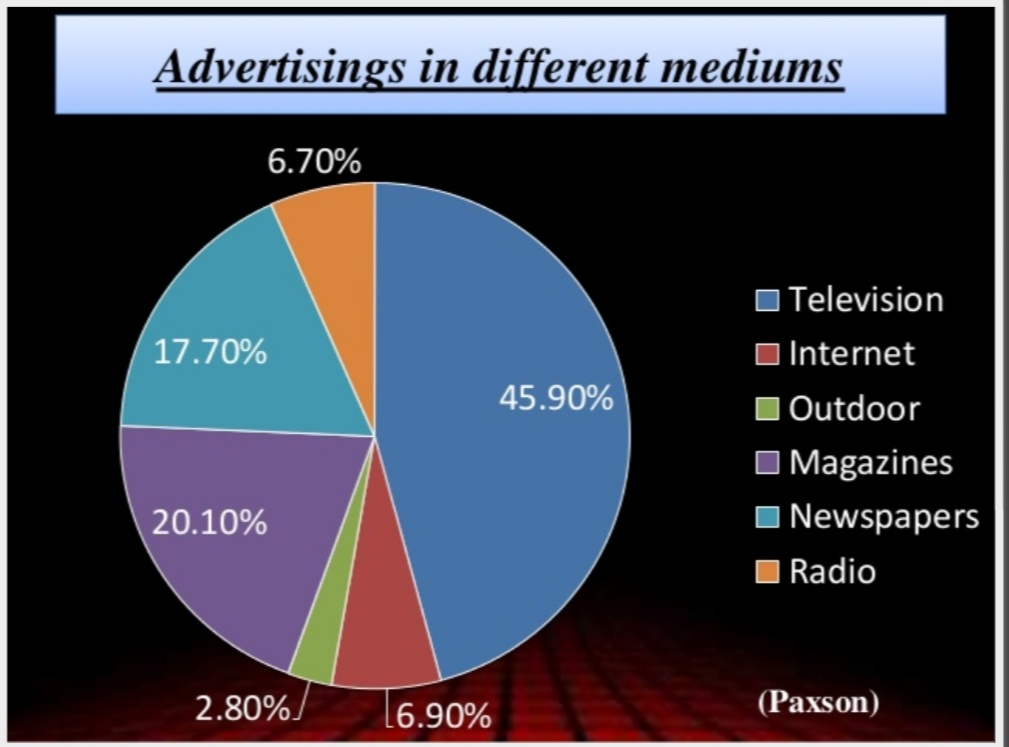 Advertisings in different mediums
6.70%
17.70%
45.90%
20.10%
2.80%
6.90%
Television
Internet
Outdoor
Magazines
Newspapers
Radio
(Paxson)